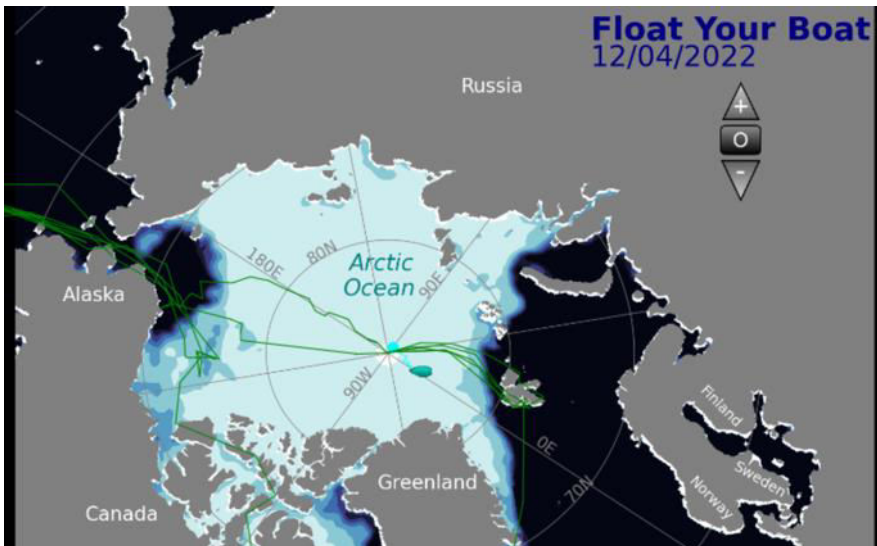 Float Your Boat
12/04/2022
Russia
+
O
-
180E
80N
Arctic
Ocean
90E
Alaska
90W
Finland
0E
Sweden
Greenland
70N
Norway
Canada